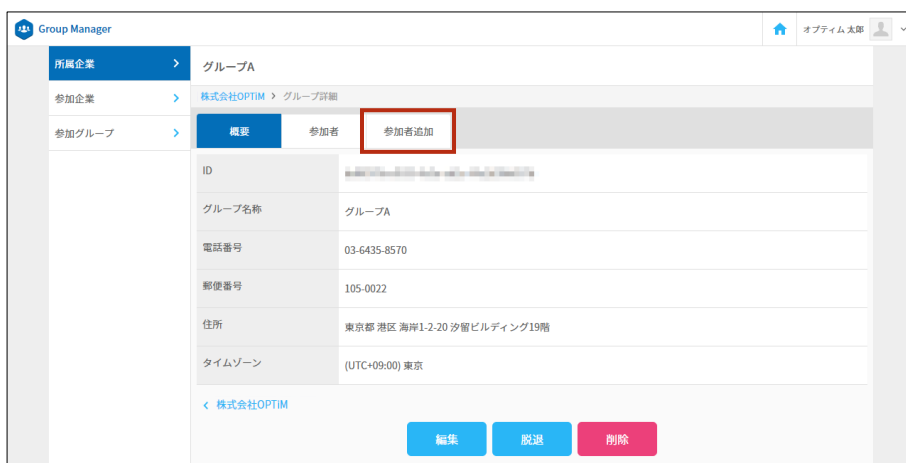 Group Manager
オプティム 太郎
所属企業
グループA
参加企業
株式会社OPTiM > グループ詳細
参加グループ
概要 参加者 参加者追加
ID
グループ名称 グループA
電話番号 03-6435-8570
郵便番号 105-0022
住所 東京都 港区 海岸1-2-20 汐留ビルディング19階
タイムゾーン (UTC+09:00) 東京
< 株式会社OPTiM
編集 脱退 削除